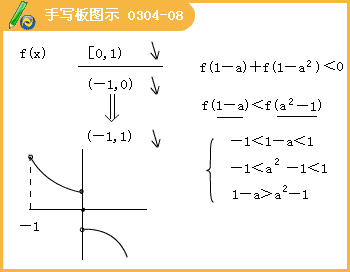 手写板图示 0304-08
f(x) [0,1) ↘
(-1,0) ↘
⇓
(-1,1) ↘
-1
f(1-a)+f(1-a²)<0
f(1-a)<f(a²-1)
{ -1<1-a<1
-1<a²-1<1
1-a>a²-1